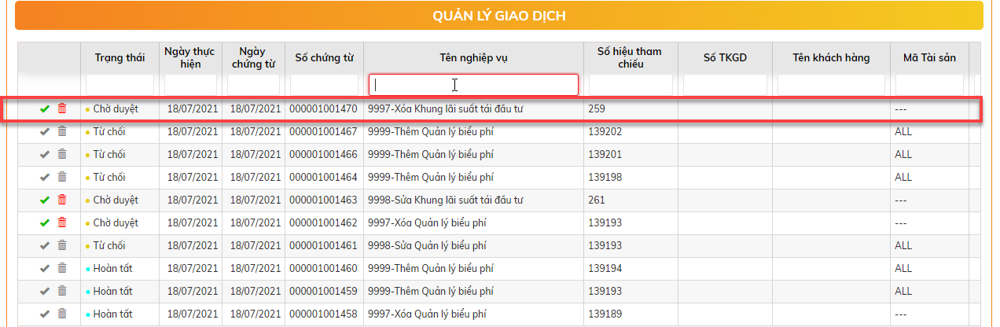 QUẢN LÝ GIAO DỊCH
Trạng thái Ngày thực hiện Ngày chứng từ Số chứng từ Tên nghiệp vụ Số hiệu tham chiếu Số TKGD Tên khách hàng Mã Tài sản
Chờ duyệt 18/07/2021 18/07/2021 000001001470 9997-Xóa Khung lãi suất tái đầu tư 259 ---
Từ chối 18/07/2021 18/07/2021 000001001467 9999-Thêm Quản lý biểu phí 139202 ALL
Từ chối 18/07/2021 18/07/2021 000001001466 9999-Thêm Quản lý biểu phí 139201 ALL
Từ chối 18/07/2021 18/07/2021 000001001464 9999-Thêm Quản lý biểu phí 139198 ALL
Chờ duyệt 18/07/2021 18/07/2021 000001001463 9998-Sửa Khung lãi suất tái đầu tư 261 ---
Chờ duyệt 18/07/2021 18/07/2021 000001001462 9997-Xóa Quản lý biểu phí 139193 ---
Từ chối 18/07/2021 18/07/2021 000001001461 9998-Sửa Quản lý biểu phí 139193 ALL
Hoàn tất 18/07/2021 18/07/2021 000001001460 9999-Thêm Quản lý biểu phí 139194 ALL
Hoàn tất 18/07/2021 18/07/2021 000001001459 9999-Thêm Quản lý biểu phí 139193 ALL
Hoàn tất 18/07/2021 18/07/2021 000001001458 9997-Xóa Quản lý biểu phí 139189 ---